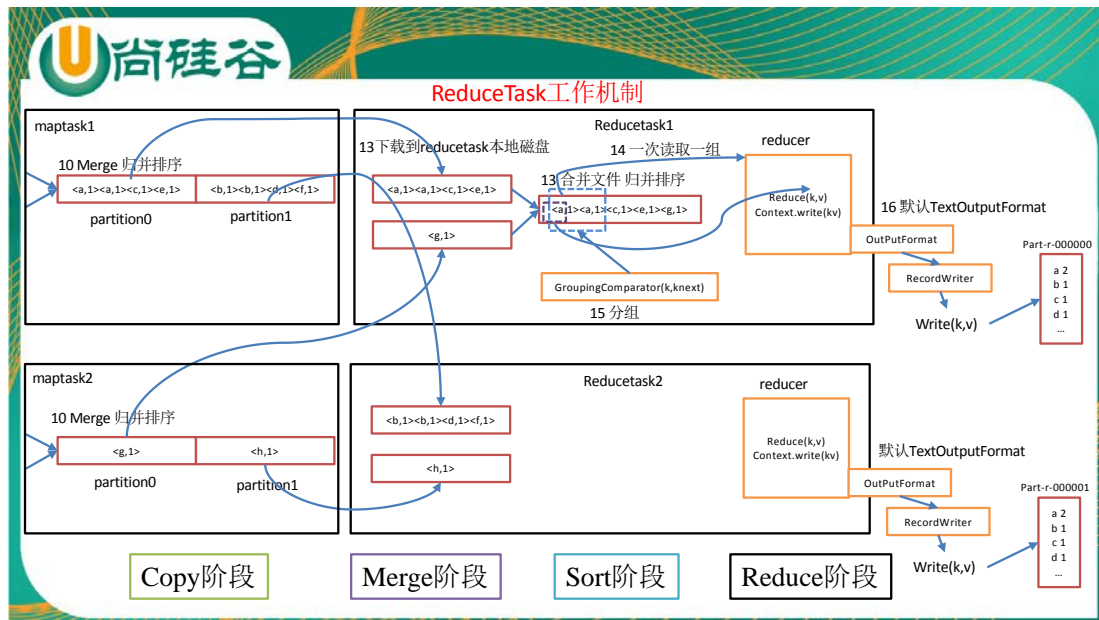 尚硅谷
ReduceTask工作机制
maptask1
10 Merge 归并排序
<a,1><a,1><c,1><e,1>
<b,1><b,1><d,1><f,1>
partition0
partition1
Reducetask1
13下载到reducetask本地磁盘
14 一次读取一组
<a,1><a,1><c,1><e,1>
<g,1>
13 合并文件 归并排序
<a,1><a,1><c,1><e,1><g,1>
GroupingComparator(k,knext)
15 分组
reducer
Reduce(k,v)
Context.write(kv)
16 默认TextOutputFormat
OutPutFormat
RecordWriter
Write(k,v)
Part-r-000000
a 2
b 1
c 1
d 1
…
maptask2
10 Merge 归并排序
<g,1>
<h,1>
partition0
partition1
Reducetask2
<b,1><b,1><d,1><f,1>
<h,1>
reducer
Reduce(k,v)
Context.write(kv)
默认TextOutputFormat
OutPutFormat
RecordWriter
Write(k,v)
Part-r-000001
a 2
b 1
c 1
d 1
…
Copy阶段
Merge阶段
Sort阶段
Reduce阶段